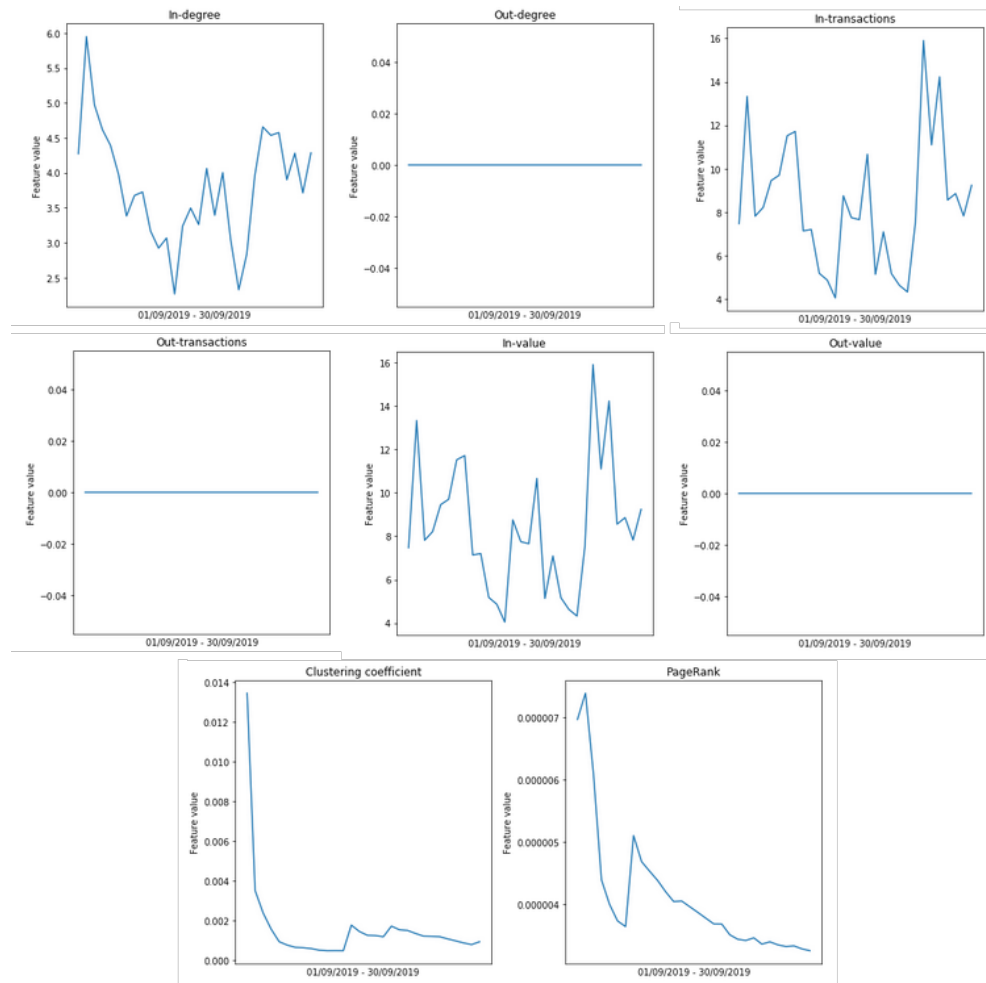 In-degree
6.0
5.5
5.0
4.5
4.0
3.5
3.0
2.5
Feature value
01/09/2019 - 30/09/2019
Out-degree
0.04
0.02
0.00
−0.02
−0.04
Feature value
01/09/2019 - 30/09/2019
In-transactions
16
14
12
10
8
6
4
Feature value
01/09/2019 - 30/09/2019
Out-transactions
0.04
0.02
0.00
−0.02
−0.04
Feature value
01/09/2019 - 30/09/2019
In-value
16
14
12
10
8
6
4
Feature value
01/09/2019 - 30/09/2019
Out-value
0.04
0.02
0.00
−0.02
−0.04
Feature value
01/09/2019 - 30/09/2019
Clustering coefficient
0.014
0.012
0.010
0.008
0.006
0.004
0.002
0.000
Feature value
01/09/2019 - 30/09/2019
PageRank
0.000007
0.000006
0.000005
0.000004
Feature value
01/09/2019 - 30/09/2019